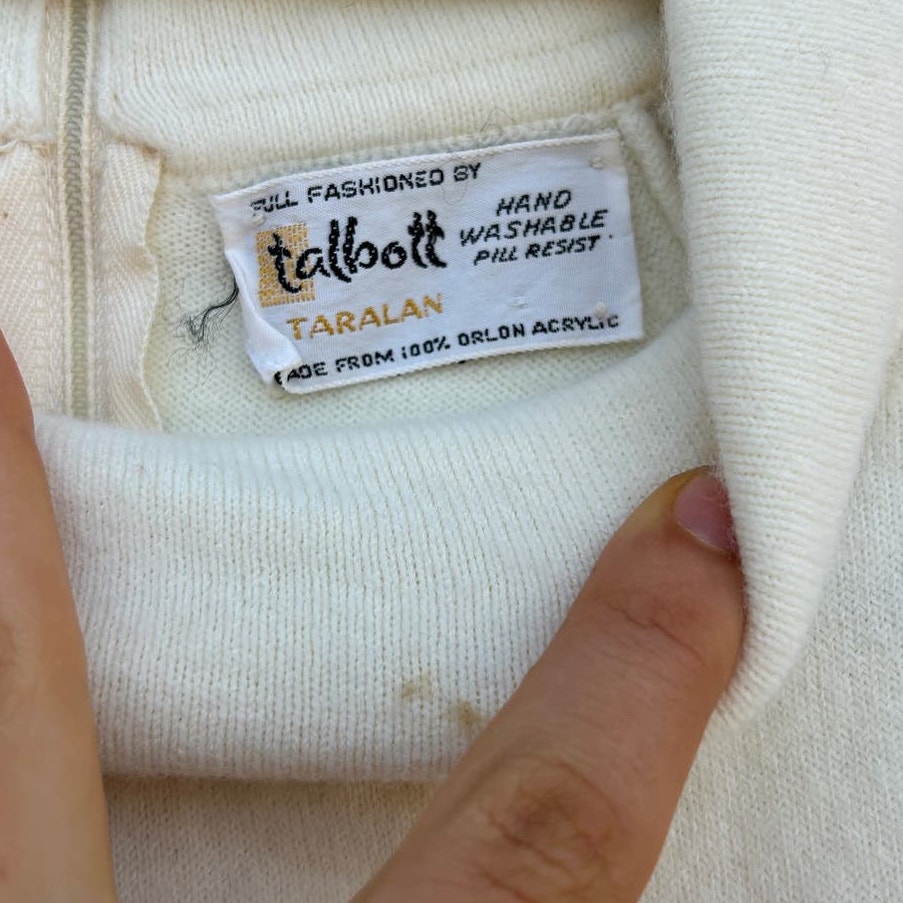 FULL FASHIONED BY
talbott
HAND
WASHABLE
PILL RESIST.
TARALAN
MADE FROM 100% ORLON ACRYLIC